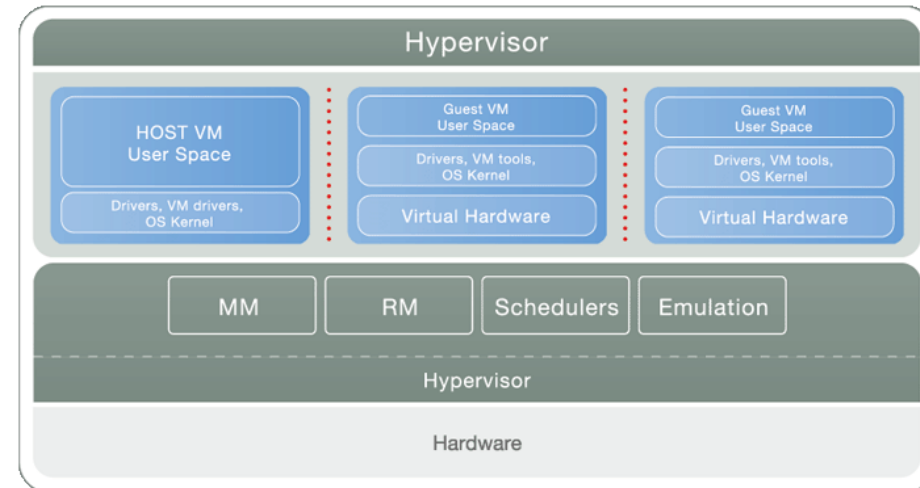 Hypervisor
HOST VM
User Space
Drivers, VM drivers,
OS Kernel
Guest VM
User Space
Drivers, VM tools,
OS Kernel
Virtual Hardware
Guest VM
User Space
Drivers, VM tools,
OS Kernel
Virtual Hardware
MM
RM
Schedulers
Emulation
Hypervisor
Hardware